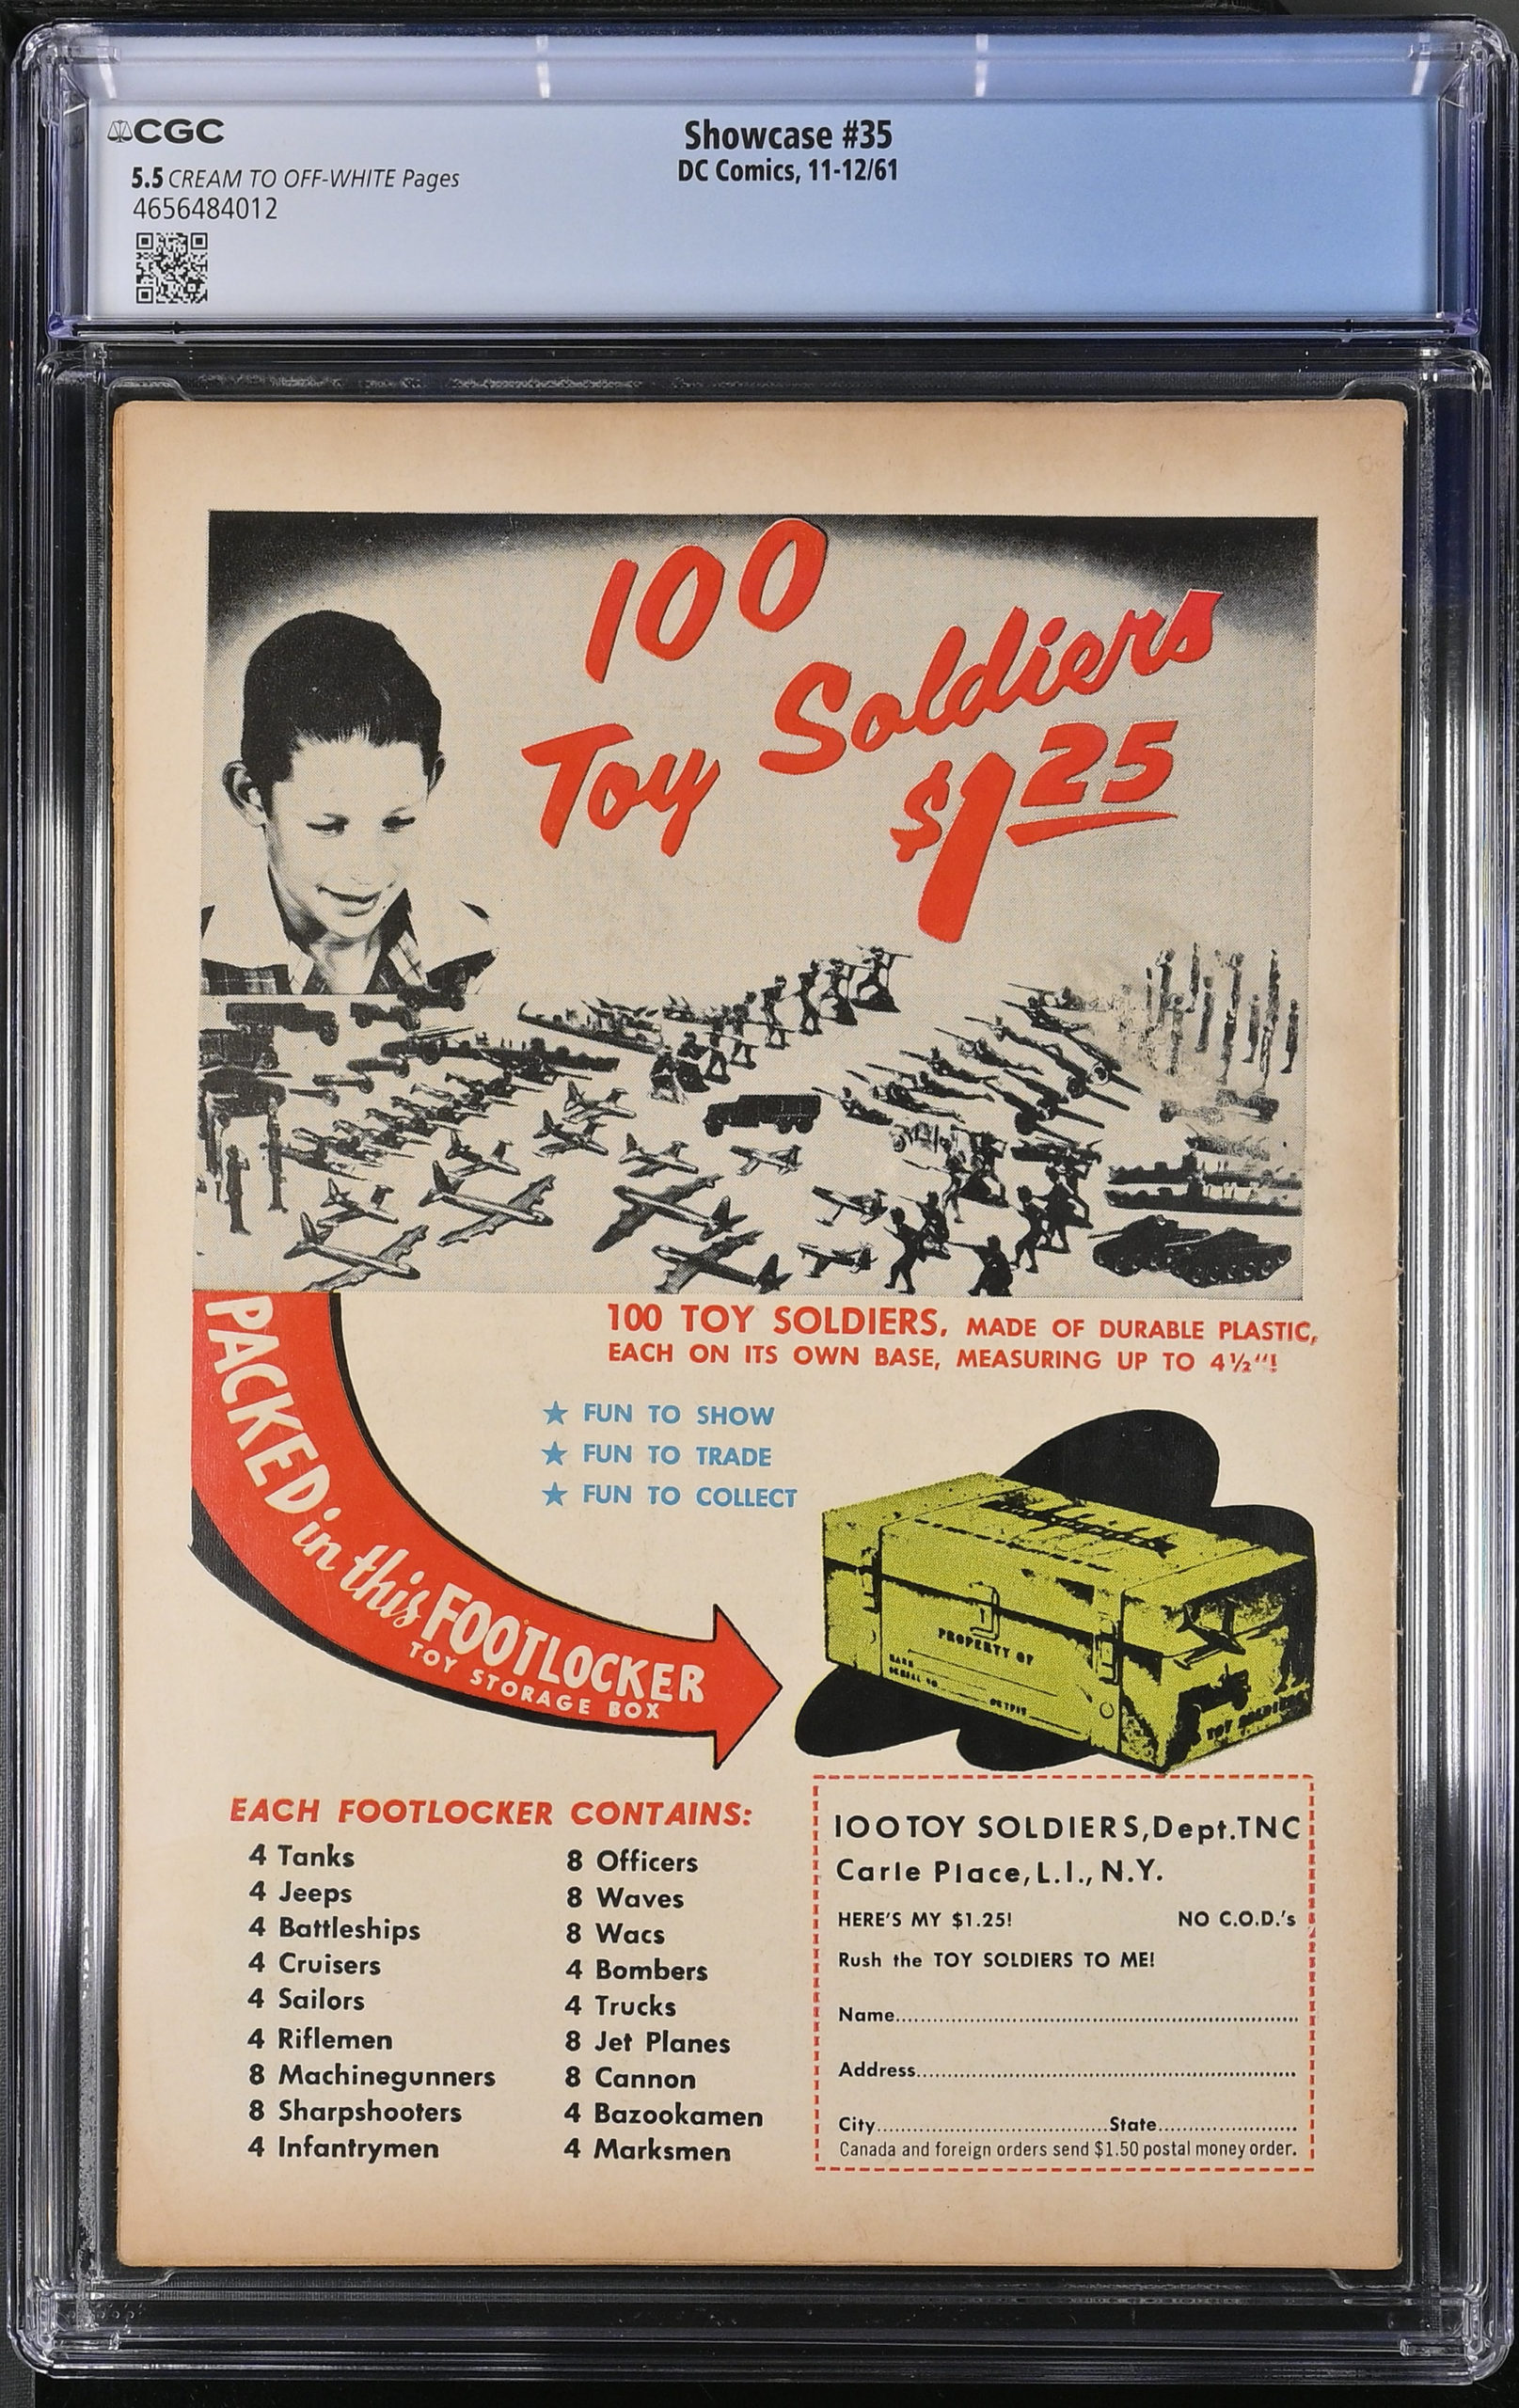 CGC
5.5 CREAM TO OFF-WHITE Pages
4656484012
Showcase #35
DC Comics, 11-12/61
100
Toy Soldiers
$1.25
100 TOY SOLDIERS, MADE OF DURABLE PLASTIC,
EACH ON ITS OWN BASE, MEASURING UP TO 4½"!
★ FUN TO SHOW
★ FUN TO TRADE
★ FUN TO COLLECT
PACKED in this FOOTLOCKER
TOY STORAGE BOX
PROPERTY OF
EACH FOOTLOCKER CONTAINS:
4 Tanks
4 Jeeps
4 Battleships
4 Cruisers
4 Sailors
4 Riflemen
8 Machinegunners
8 Sharpshooters
4 Infantrymen
8 Officers
8 Waves
8 Wacs
4 Bombers
4 Trucks
8 Jet Planes
8 Cannon
4 Bazookamen
4 Marksmen
100 TOY SOLDIERS, Dept. TNC
Carle Place, L.I., N.Y.
HERE'S MY $1.25! NO C.O.D.'s
Rush the TOY SOLDIERS TO ME!
Name
Address
City State
Canada and foreign orders send $1.50 postal money order.